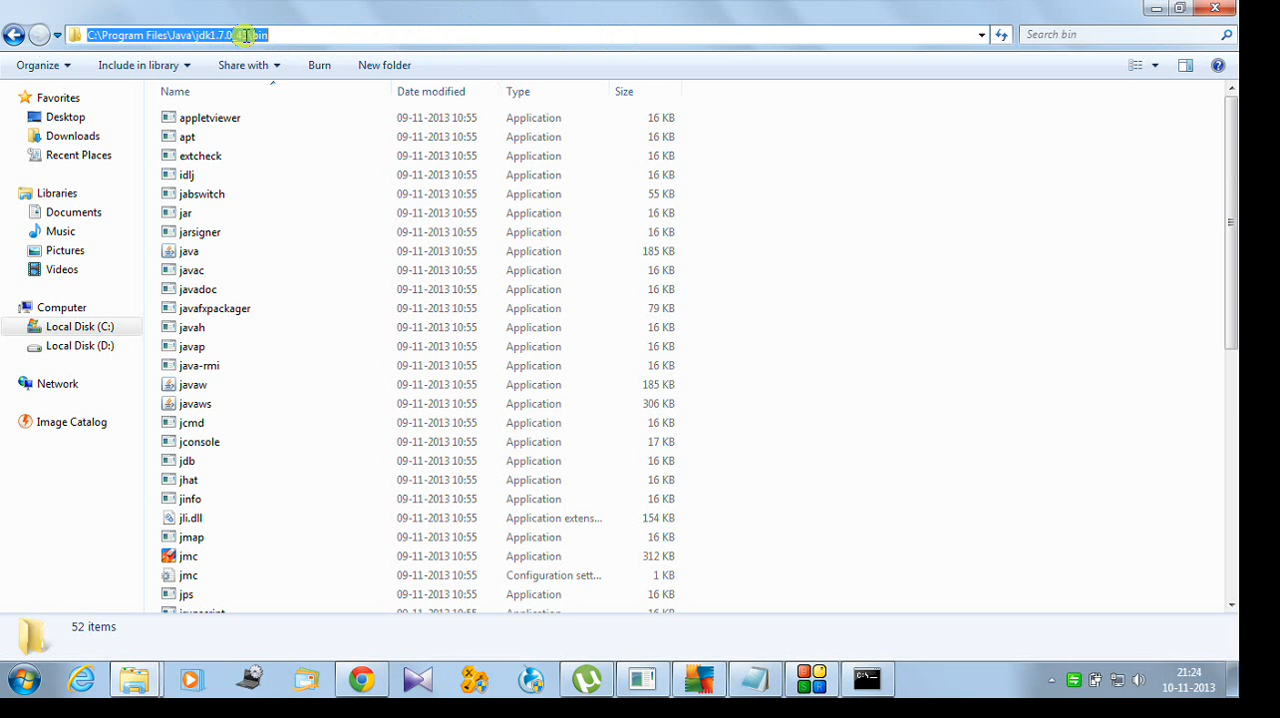 C:\Program Files\Java\jdk1.7.0
bin
Search bin
Organize
Include in library
Share with
Burn
New folder
Name Date modified Type Size
Favorites
Desktop
Downloads
Recent Places
Libraries
Documents
Music
Pictures
Videos
Computer
Local Disk (C:)
Local Disk (D:)
Network
Image Catalog
appletviewer 09-11-2013 10:55 Application 16 KB
apt 09-11-2013 10:55 Application 16 KB
extcheck 09-11-2013 10:55 Application 16 KB
idlj 09-11-2013 10:55 Application 16 KB
jabswitch 09-11-2013 10:55 Application 55 KB
jar 09-11-2013 10:55 Application 16 KB
jarsigner 09-11-2013 10:55 Application 16 KB
java 09-11-2013 10:55 Application 185 KB
javac 09-11-2013 10:55 Application 16 KB
javadoc 09-11-2013 10:55 Application 16 KB
javafxpackager 09-11-2013 10:55 Application 79 KB
javah 09-11-2013 10:55 Application 16 KB
javap 09-11-2013 10:55 Application 16 KB
java-rmi 09-11-2013 10:55 Application 16 KB
javaw 09-11-2013 10:55 Application 185 KB
javaws 09-11-2013 10:55 Application 306 KB
jcmd 09-11-2013 10:55 Application 16 KB
jconsole 09-11-2013 10:55 Application 17 KB
jdb 09-11-2013 10:55 Application 16 KB
jhat 09-11-2013 10:55 Application 16 KB
jinfo 09-11-2013 10:55 Application 16 KB
jli.dll 09-11-2013 10:55 Application extens... 154 KB
jmap 09-11-2013 10:55 Application 16 KB
jmc 09-11-2013 10:55 Application 312 KB
jmc 09-11-2013 10:55 Configuration sett... 1 KB
jps 09-11-2013 10:55 Application 16 KB
52 items
21:24
10-11-2013